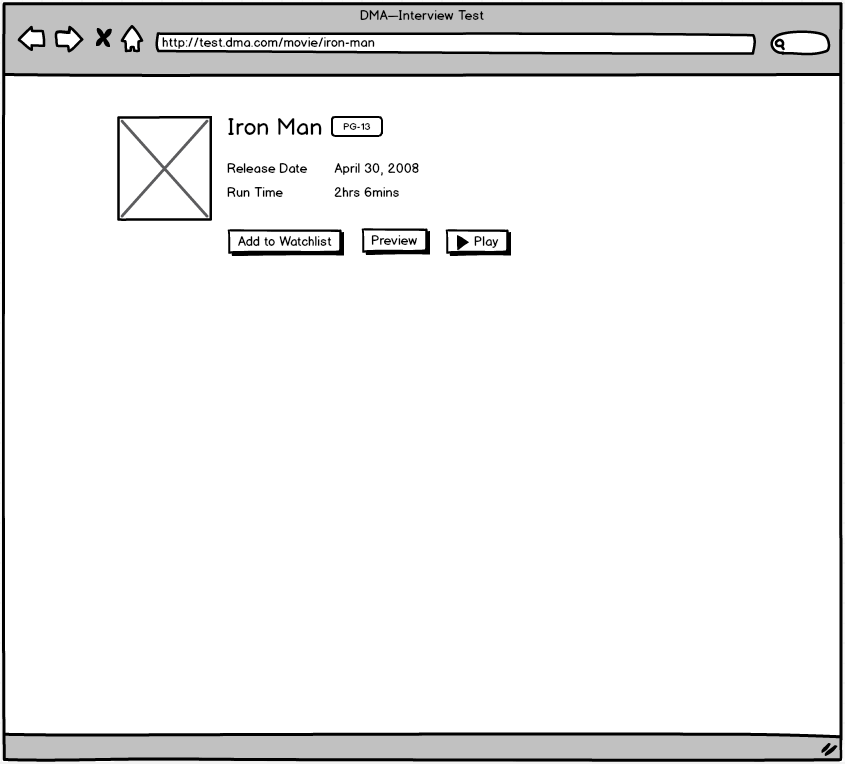 DMA—Interview Test
http://test.dma.com/movie/iron-man
Iron Man PG-13
Release Date April 30, 2008
Run Time 2hrs 6mins
Add to Watchlist Preview Play